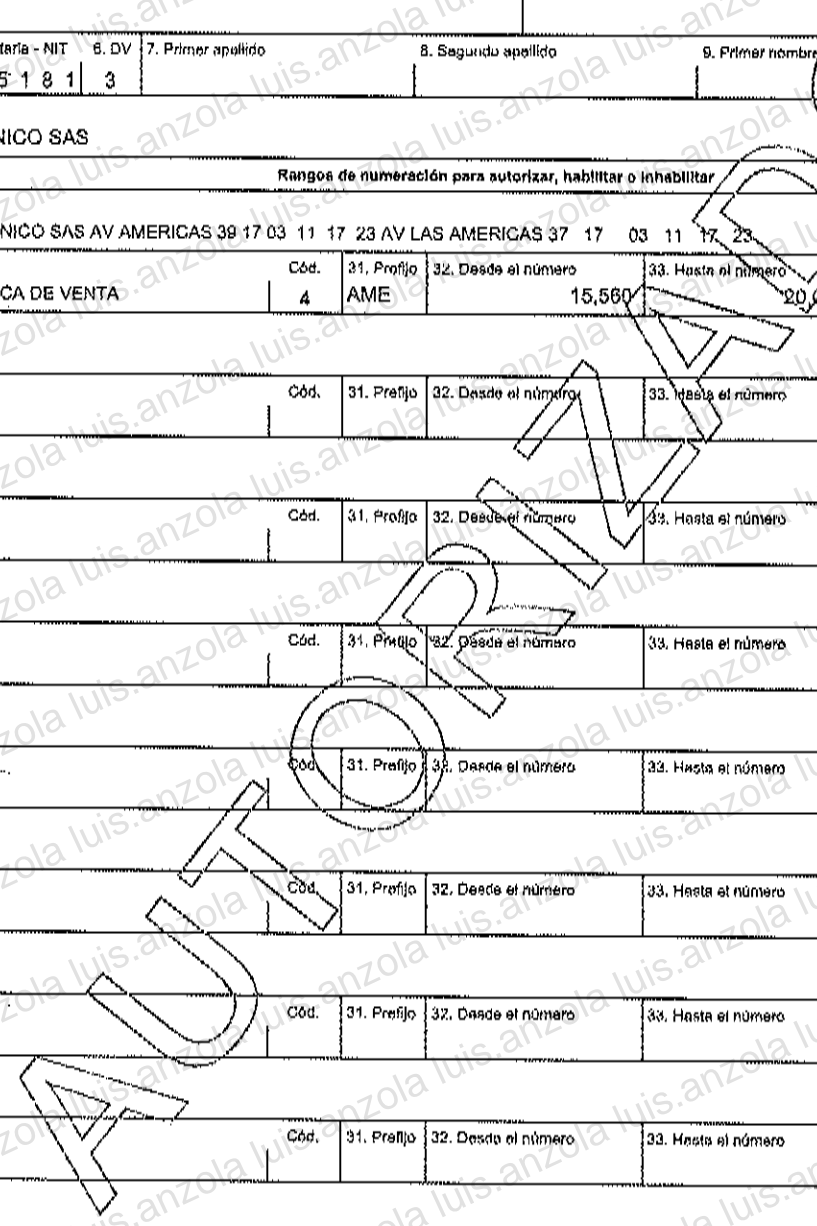 taria - NIT 6. DV 7. Primer apellido 8. Segundo apellido 9. Primer nombre
5 1 8 1 3
NICO SAS
Rangos de numeración para autorizar, habilitar o inhabilitar
NICO SAS AV AMERICAS 39 17 03 11 17 23 AV LAS AMERICAS 37 17 03 11 17 23
Cód. 31. Prefijo 32. Desde el número 33. Hasta el número
CA DE VENTA 4 AME 15,560 20,
Cód. 31. Prefijo 32. Desde el número 33. Hasta el número
Cód. 31. Prefijo 32. Desde el número 33. Hasta el número
Cód. 31. Prefijo 32. Desde el número 33. Hasta el número
Cód. 31. Prefijo 32. Desde el número 33. Hasta el número
Cód. 31. Prefijo 32. Desde el número 33. Hasta el número
Cód. 31. Prefijo 32. Desde el número 33. Hasta el número
Cód. 31. Prefijo 32. Desde el número 33. Hasta el número
AUTORIZAD
luis.anzola luis.anzola luis.anzola